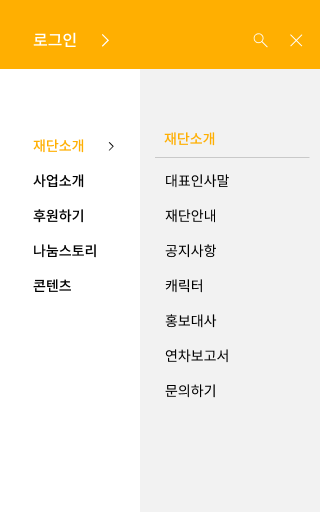 로그인
재단소개
사업소개
후원하기
나눔스토리
콘텐츠
재단소개
대표인사말
재단안내
공지사항
캐릭터
홍보대사
연차보고서
문의하기